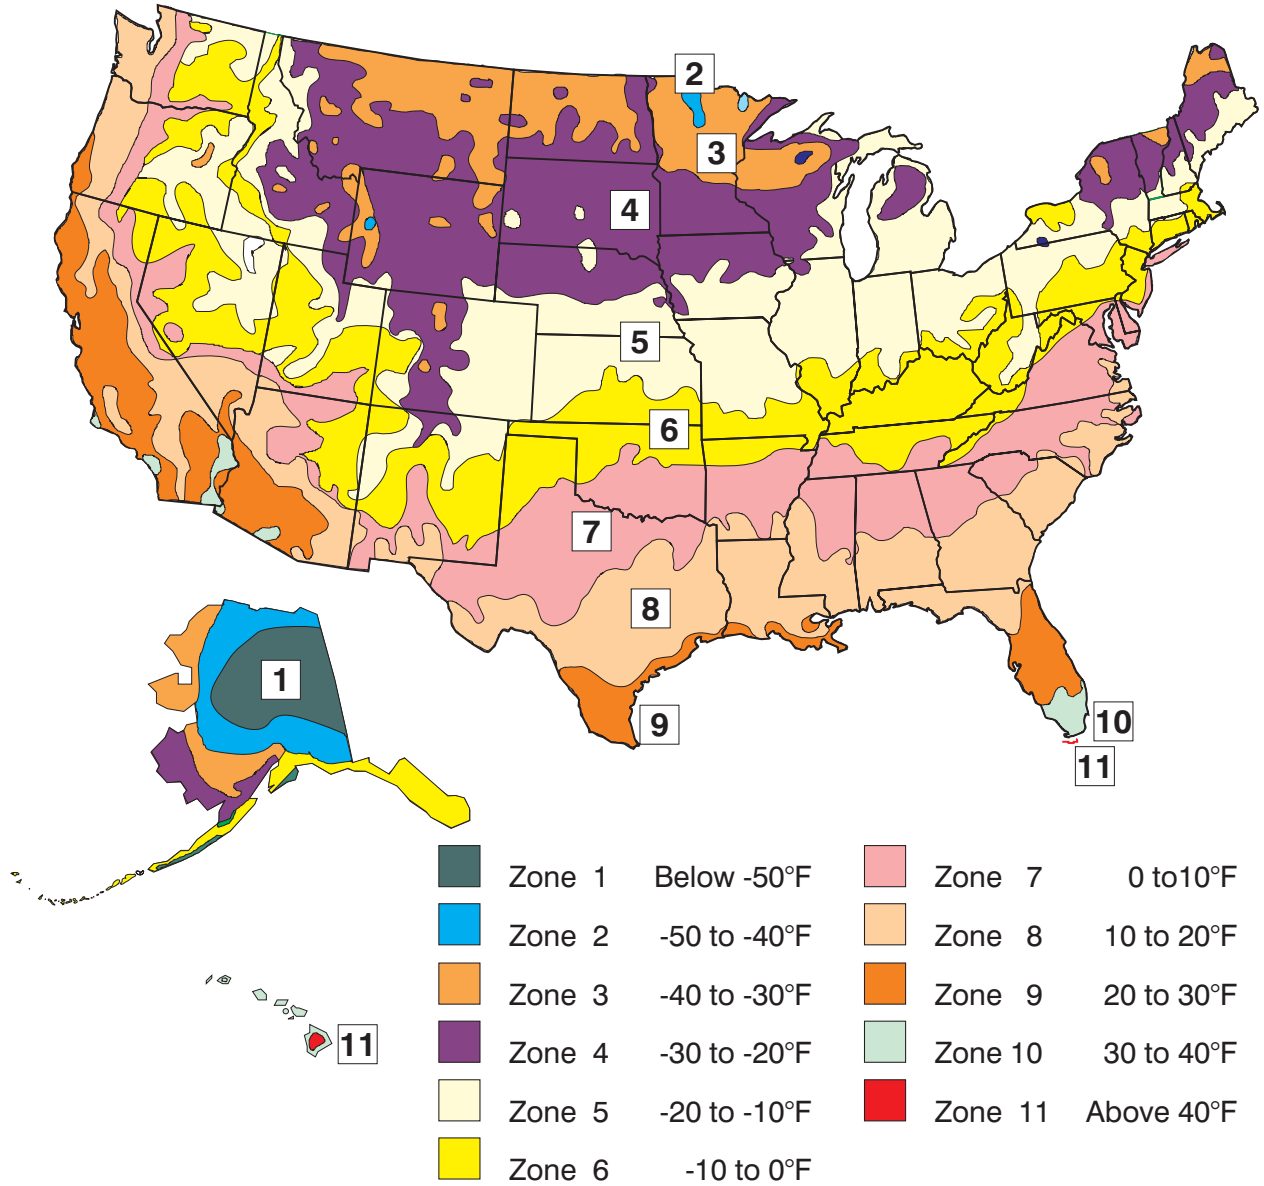 2
3
4
5
6
7
8
1
9
10
11
11
Zone 1 Below -50°F
Zone 2 -50 to -40°F
Zone 3 -40 to -30°F
Zone 4 -30 to -20°F
Zone 5 -20 to -10°F
Zone 6 -10 to 0°F
Zone 7 0 to10°F
Zone 8 10 to 20°F
Zone 9 20 to 30°F
Zone 10 30 to 40°F
Zone 11 Above 40°F